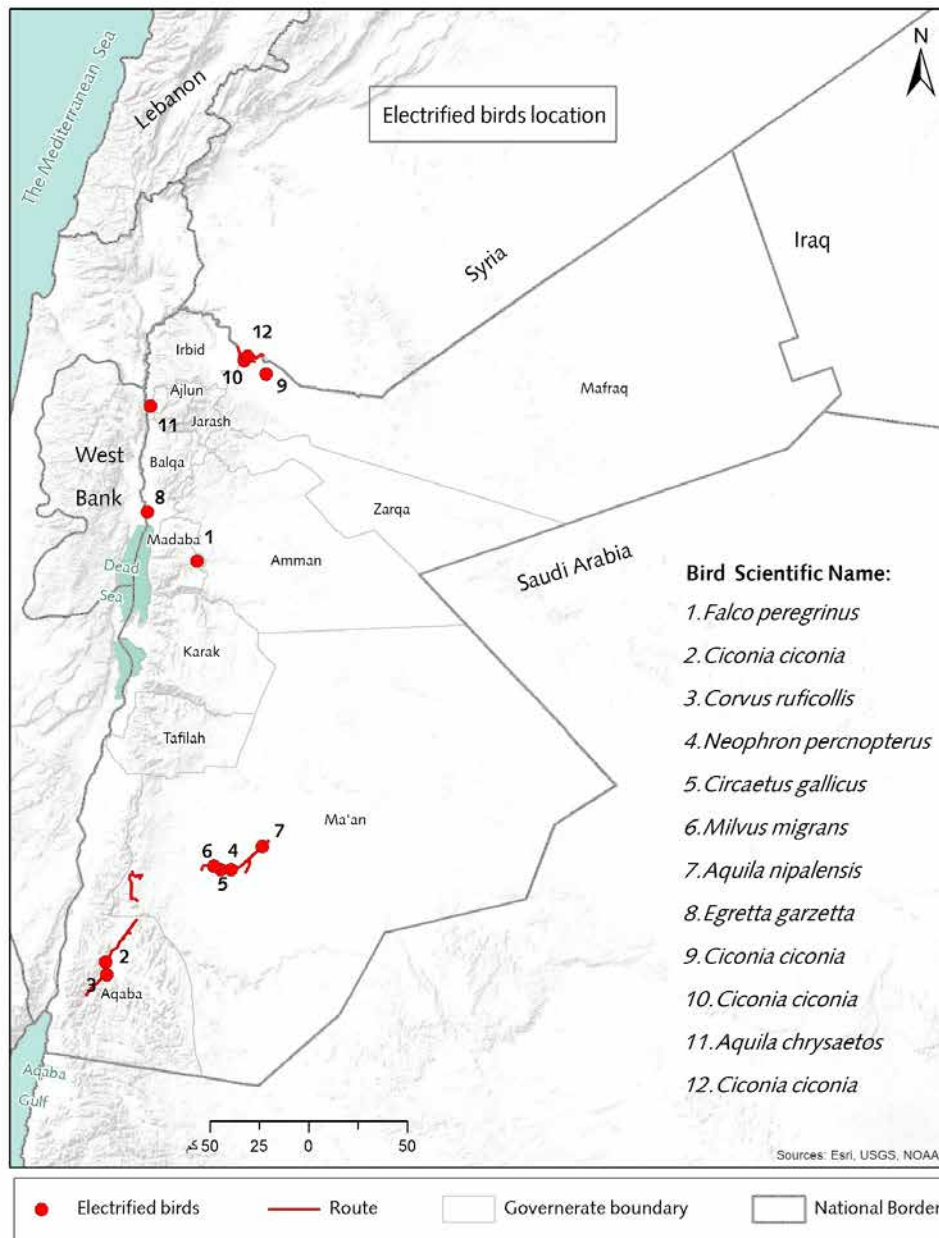 The Mediterranean Sea
Lebanon
Electrified birds location
N
Syria
Iraq
12
Irbid
10
9
Mafraq
Ajlun
11
Jarash
West
Bank
Balqa
8
Zarqa
Madaba
1
Amman
Dead
Sea
Saudi Arabia
Karak
Tafilah
Ma'an
7
6
4
5
2
3
Aqaba
Aqaba
Gulf
Bird Scientific Name:
1.Falco peregrinus
2.Ciconia ciconia
3.Corvus ruficollis
4.Neophron percnopterus
5.Circaetus gallicus
6.Milvus migrans
7.Aquila nipalensis
8.Egretta garzetta
9.Ciconia ciconia
10.Ciconia ciconia
11.Aquila chrysaetos
12.Ciconia ciconia
كم 50 25 0 50
Sources: Esri, USGS, NOAA
Electrified birds
Route
Governerate boundary
National Border